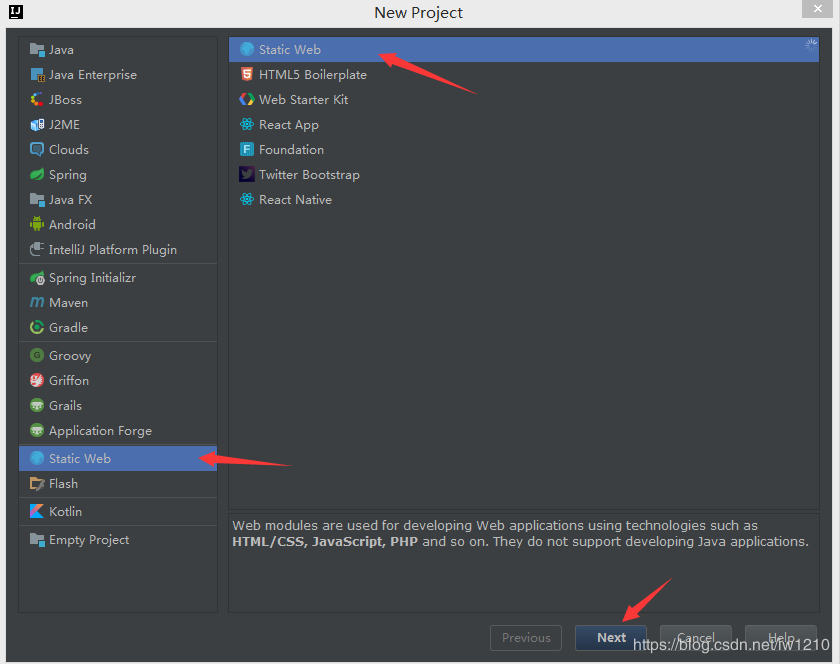 New Project
Java
Java Enterprise
JBoss
J2ME
Clouds
Spring
Java FX
Android
IntelliJ Platform Plugin
Spring Initializr
Maven
Gradle
Groovy
Griffon
Grails
Application Forge
Static Web
Flash
Kotlin
Empty Project
Static Web
HTML5 Boilerplate
Web Starter Kit
React App
Foundation
Twitter Bootstrap
React Native
Web modules are used for developing Web applications using technologies such as
HTML/CSS, JavaScript, PHP and so on. They do not support developing Java applications.
Previous
Next
Cancel
Help
https://blog.csdn.net/iw1210